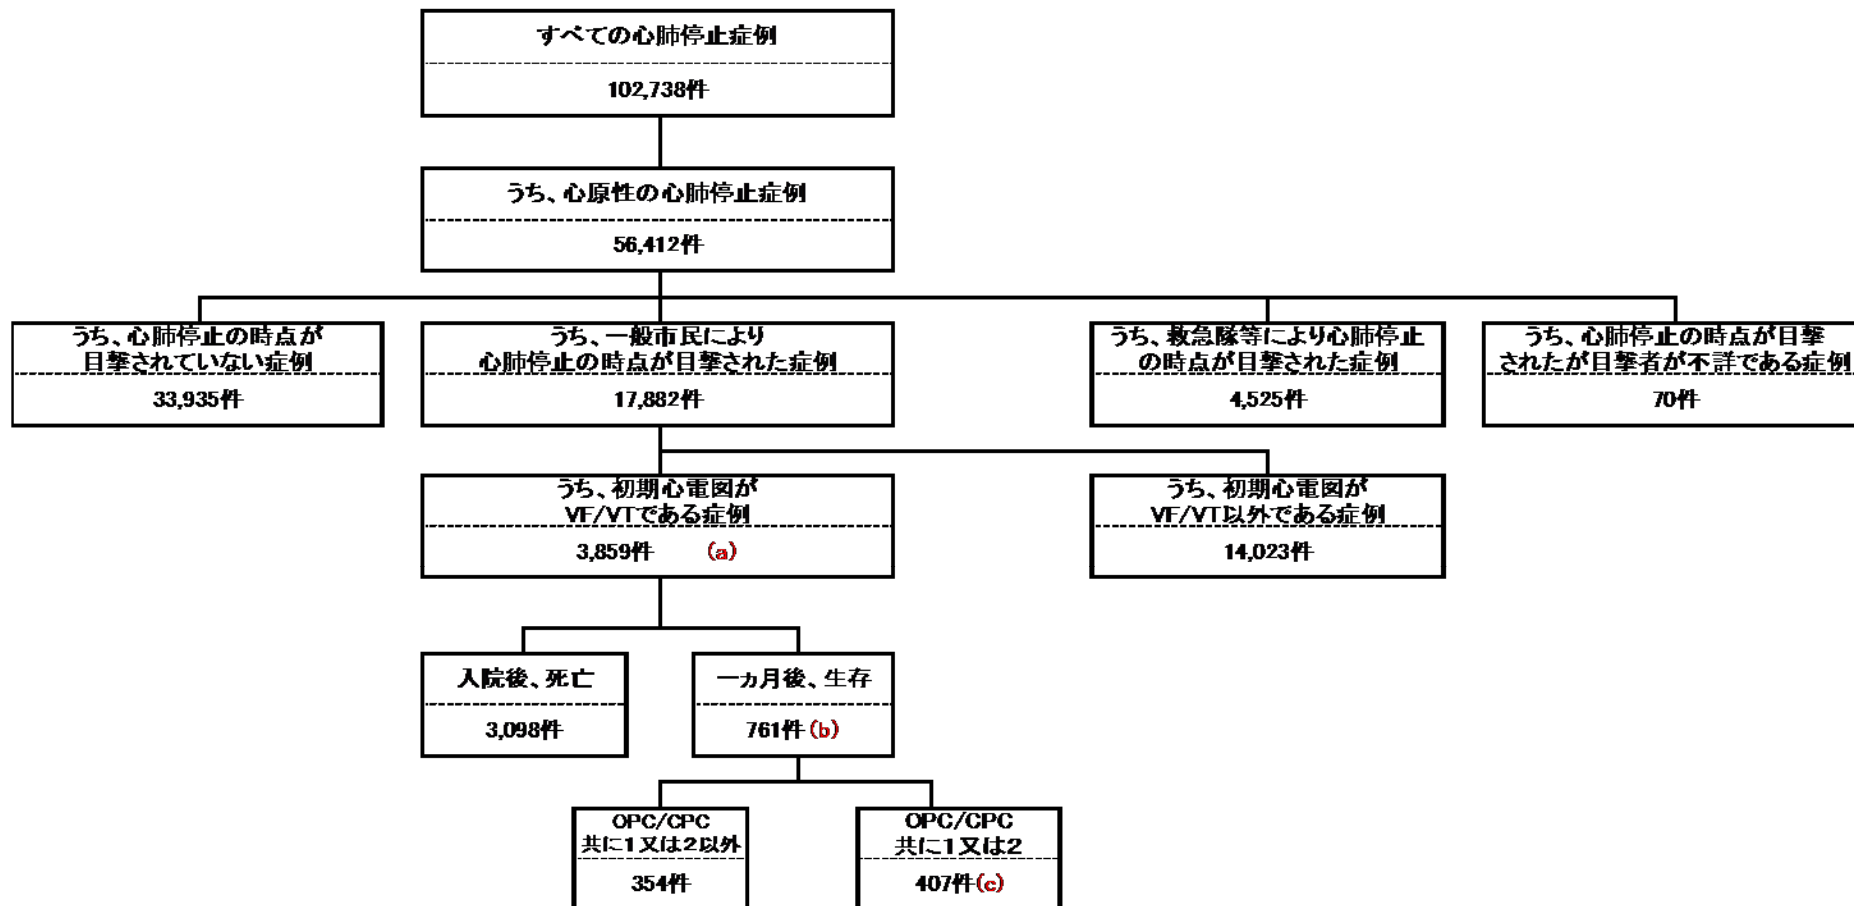 すべての心肺停止症例
102,738件
うち、心原性の心肺停止症例
56,412件
うち、心肺停止の時点が
目撃されていない症例
33,935件
うち、一般市民により
心肺停止の時点が目撃された症例
17,882件
うち、救急隊等により心肺停止
の時点が目撃された症例
4,525件
うち、心肺停止の時点が目撃
されたが目撃者が不詳である症例
70件
うち、初期心電図が
VF/VTである症例
3,859件 (a)
うち、初期心電図が
VF/VT以外である症例
14,023件
入院後、死亡
3,098件
一ヵ月後、生存
761件(b)
OPC/CPC
共に1又は2以外
354件
OPC/CPC
共に1又は2
407件(c)